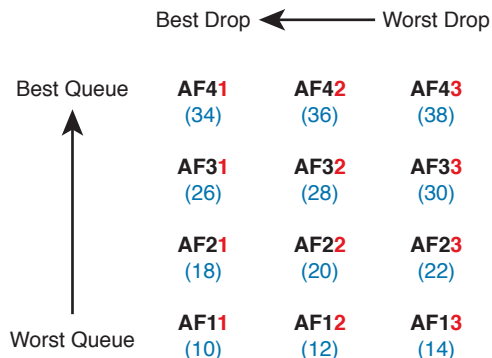 Best Drop Worst Drop
Best Queue AF41 AF42 AF43
(34) (36) (38)
AF31 AF32 AF33
(26) (28) (30)
AF21 AF22 AF23
(18) (20) (22)
Worst Queue AF11 AF12 AF13
(10) (12) (14)